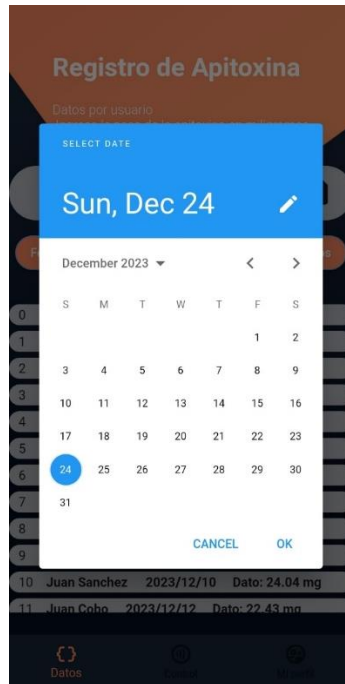 Registro de Apitoxina
Datos por usuario
SELECT DATE
Sun, Dec 24
December 2023
S M T W T F S
1 2
3 4 5 6 7 8 9
10 11 12 13 14 15 16
17 18 19 20 21 22 23
24 25 26 27 28 29 30
31
CANCEL OK
0
1
2
3
4
5
6
7
8
9
10 Juan Sanchez 2023/12/10 Dato: 24.04 mg
11 Juan Cobo 2023/12/12 Dato: 22.43 mg
{} 
Datos